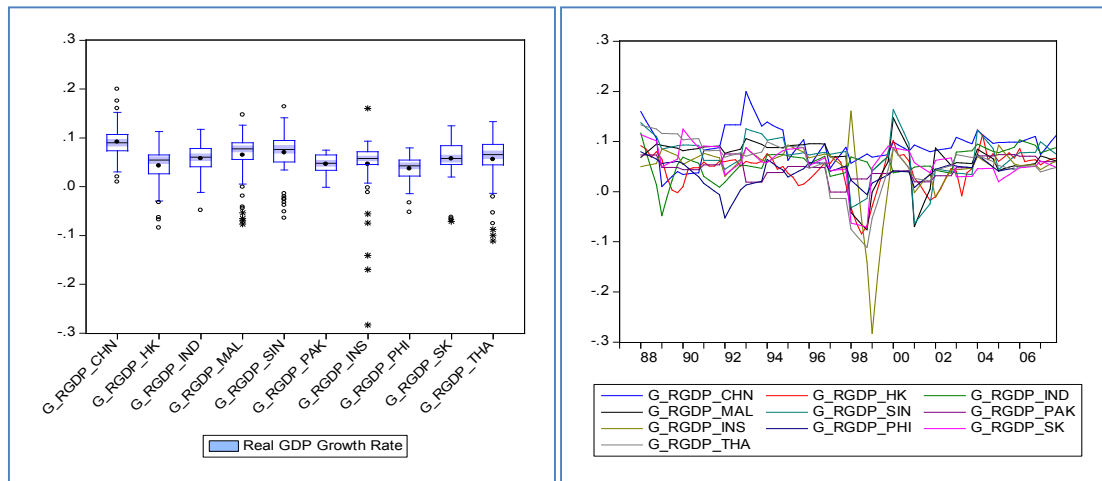 .3
.2
.1
.0
-.1
-.2
-.3
G_RGDP_CHN
G_RGDP_HK
G_RGDP_IND
G_RGDP_MAL
G_RGDP_SIN
G_RGDP_PAK
G_RGDP_INS
G_RGDP_PHI
G_RGDP_SK
G_RGDP_THA
Real GDP Growth Rate
.3
.2
.1
.0
-.1
-.2
-.3
88 90 92 94 96 98 00 02 04 06
G_RGDP_CHN G_RGDP_HK G_RGDP_IND
G_RGDP_MAL G_RGDP_SIN G_RGDP_PAK
G_RGDP_INS G_RGDP_PHI G_RGDP_SK
G_RGDP_THA